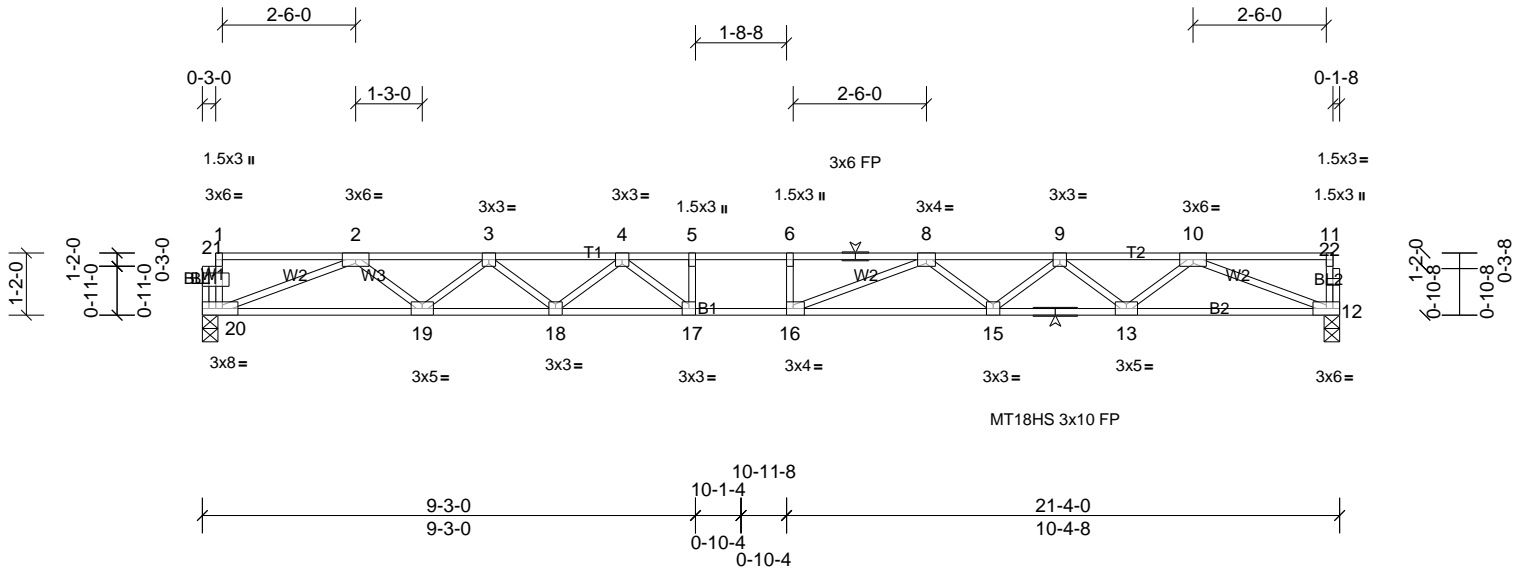 2-6-0 2-6-0
1-8-8
0-3-0 0-1-8
1-3-0 2-6-0
1.5x3 II 3x6 FP 1.5x3 =
3x6 = 3x6 = 3x3 = 3x3 = 1.5x3 II 1.5x3 II 3x4 = 3x3 = 3x6 = 1.5x3 II
1 2 3 4 5 6 8 9 10 11
21 T1 T2 22
1-2-0 1-2-0 0-11-0 0-11-0 0-3-0 W1 W2 W3 W2 W2 BL2 1-2-0 0-10-8 0-10-8 0-3-8
20 19 18 17 B1 16 15 13 B2 12
3x8 = 3x5 = 3x3 = 3x3 = 3x4 = 3x3 = 3x5 = 3x6 =
MT18HS 3x10 FP
10-11-8
10-1-4
9-3-0 21-4-0
9-3-0 0-10-4 0-10-4 10-4-8